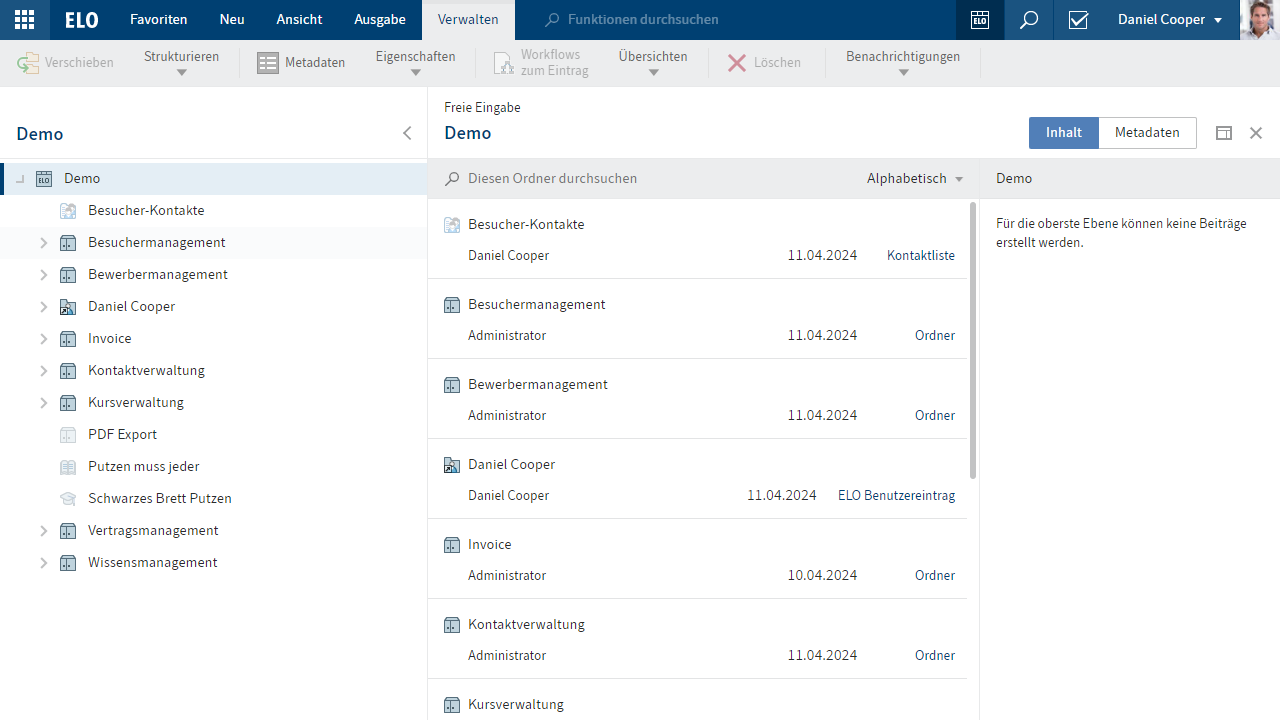 ELO Favoriten Neu Ansicht Ausgabe Verwalten Funktionen durchsuchen ELO Daniel Cooper
Verschieben Strukturieren Metadaten Eigenschaften Workflows zum Eintrag Übersichten Löschen Benachrichtigungen
Demo
ELO Demo
Besucher-Kontakte
Besuchermanagement
Bewerbermanagement
Daniel Cooper
Invoice
Kontaktverwaltung
Kursverwaltung
PDF Export
Putzen muss jeder
Schwarzes Brett Putzen
Vertragsmanagement
Wissensmanagement
Freie Eingabe
Demo
Inhalt Metadaten
Diesen Ordner durchsuchen Alphabetisch
Besucher-Kontakte
Daniel Cooper 11.04.2024 Kontaktliste
Besuchermanagement
Administrator 11.04.2024 Ordner
Bewerbermanagement
Administrator 11.04.2024 Ordner
Daniel Cooper
Daniel Cooper 11.04.2024 ELO Benutzereintrag
Invoice
Administrator 10.04.2024 Ordner
Kontaktverwaltung
Administrator 11.04.2024 Ordner
Kursverwaltung
Demo
Für die oberste Ebene können keine Beiträge
erstellt werden.